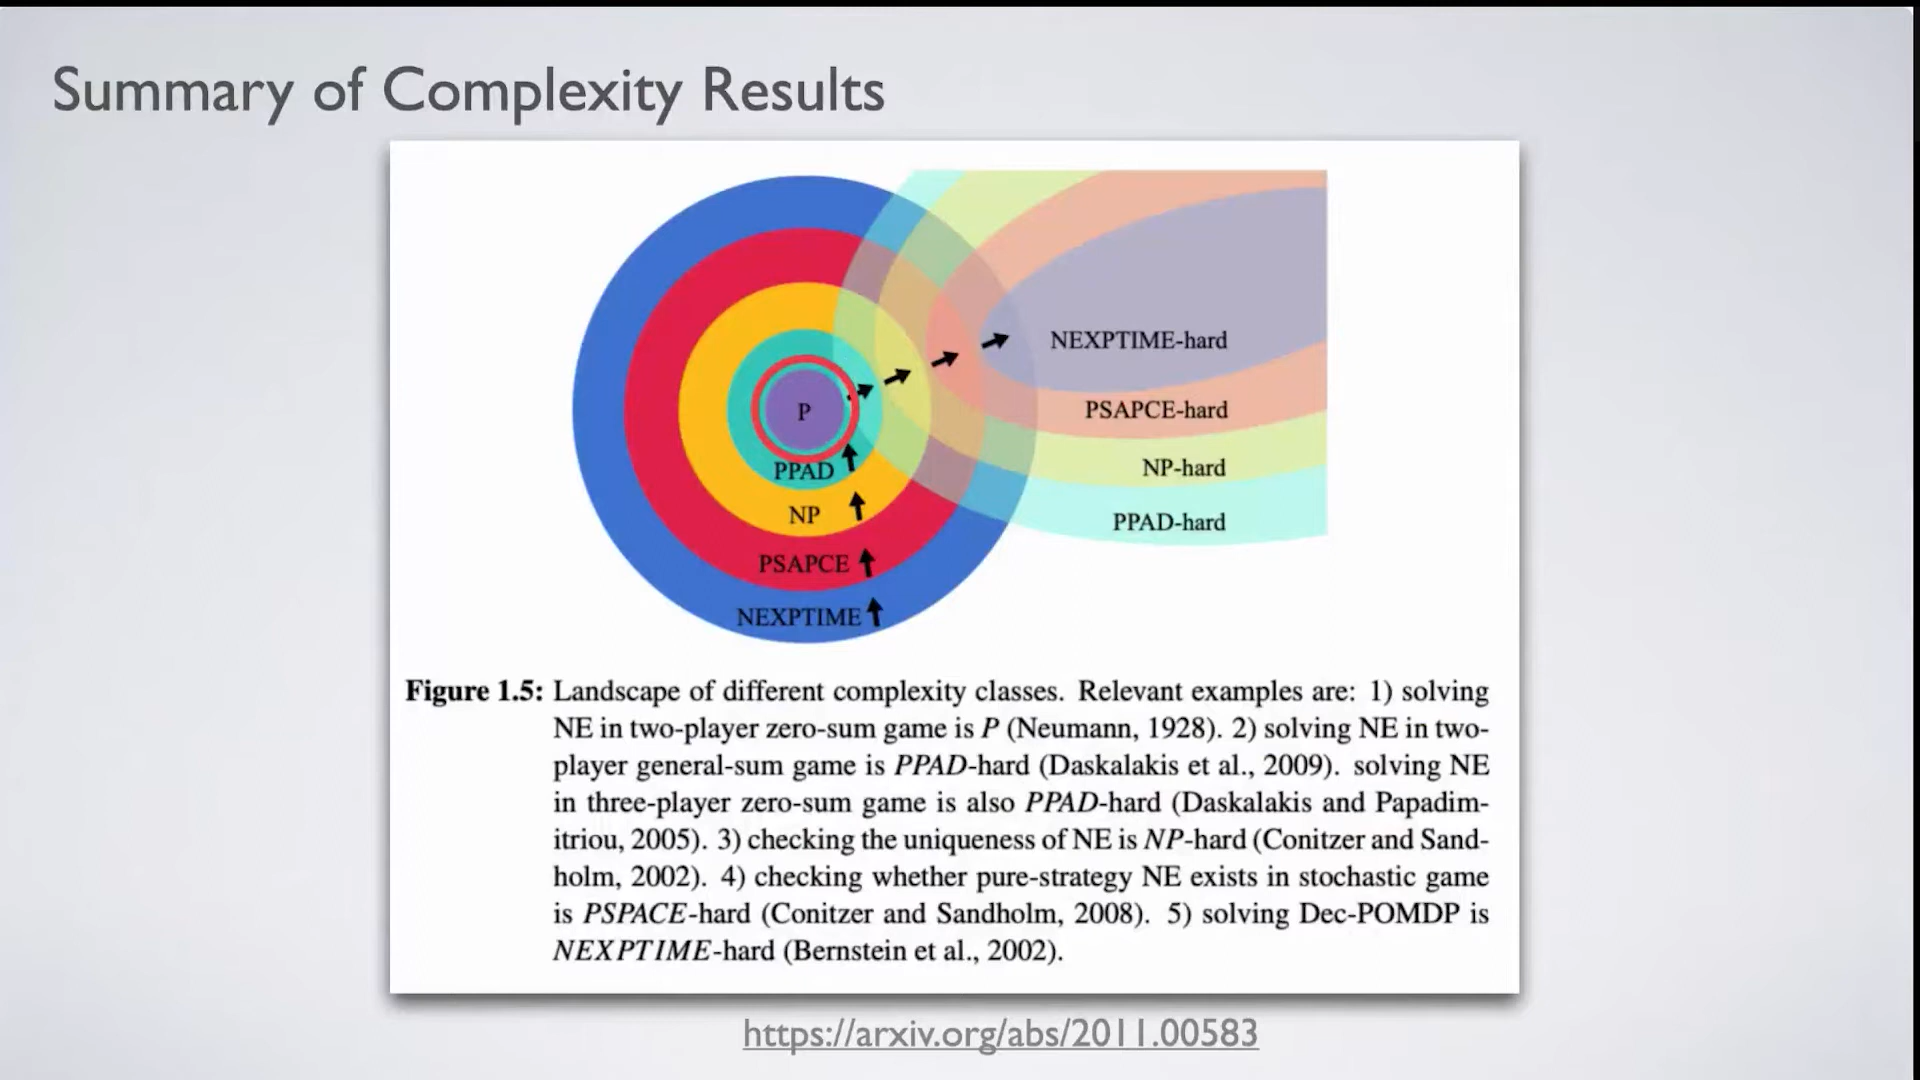 Summary of Complexity Results
P
PPAD
NP
PSAPCE
NEXPTIME
NEXPTIME-hard
PSAPCE-hard
NP-hard
PPAD-hard
Figure 1.5: Landscape of different complexity classes. Relevant examples are: 1) solving
NE in two-player zero-sum game is P (Neumann, 1928). 2) solving NE in two-
player general-sum game is PPAD-hard (Daskalakis et al., 2009). solving NE
in three-player zero-sum game is also PPAD-hard (Daskalakis and Papadim-
itriou, 2005). 3) checking the uniqueness of NE is NP-hard (Conitzer and Sand-
holm, 2002). 4) checking whether pure-strategy NE exists in stochastic game
is PSPACE-hard (Conitzer and Sandholm, 2008). 5) solving Dec-POMDP is
NEXPTIME-hard (Bernstein et al., 2002).
https://arxiv.org/abs/2011.00583